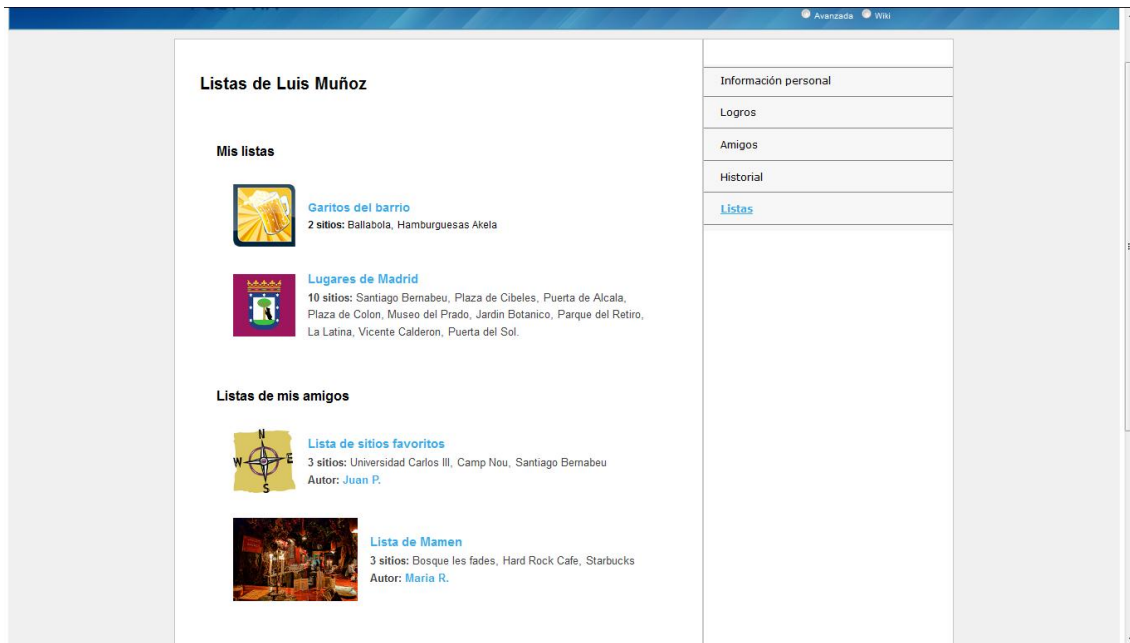 Avanzada Wiki
Listas de Luis Muñoz
Mis listas
Garitos del barrio
2 sitios: Ballabola, Hamburguesas Akela
Lugares de Madrid
10 sitios: Santiago Bernabeu, Plaza de Cibeles, Puerta de Alcala,
Plaza de Colon, Museo del Prado, Jardin Botanico, Parque del Retiro,
La Latina, Vicente Calderon, Puerta del Sol.
Listas de mis amigos
N
W E
S
Lista de sitios favoritos
3 sitios: Universidad Carlos III, Camp Nou, Santiago Bernabeu
Autor: Juan P.
Lista de Mamen
3 sitios: Bosque les fades, Hard Rock Cafe, Starbucks
Autor: Maria R.
Información personal
Logros
Amigos
Historial
Listas